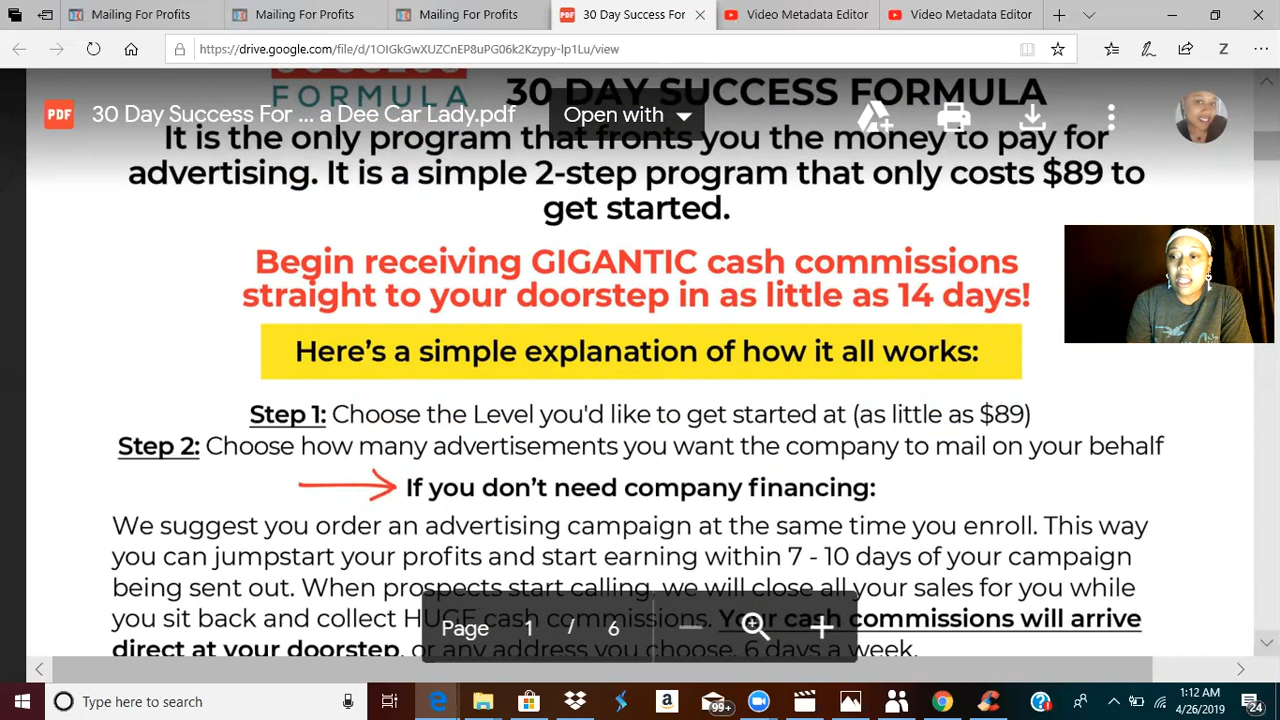 Mailing For Profits
Mailing For Profits
Mailing For Profits
30 Day Success For
Video Metadata Editor
Video Metadata Editor
https://drive.google.com/file/d/1OIGkGwXUZCnEP8uPG06k2Kzypy-lp1Lu/view
Z
SUCCESS
FORMULA
30 DAY SUCCESS FORMULA
PDF
30 Day Success For ... a Dee Car Lady.pdf
Open with
It is the only program that fronts you the money to pay for
advertising. It is a simple 2-step program that only costs $89 to
get started.
Begin receiving GIGANTIC cash commissions
straight to your doorstep in as little as 14 days!
Here's a simple explanation of how it all works:
Step 1: Choose the Level you'd like to get started at (as little as $89)
Step 2: Choose how many advertisements you want the company to mail on your behalf
If you don't need company financing:
We suggest you order an advertising campaign at the same time you enroll. This way
you can jumpstart your profits and start earning within 7 - 10 days of your campaign
being sent out. When prospects start calling, we will close all your sales for you while
you sit back and collect HUGE cash commissions. Your cash commissions will arrive
direct at your doorstep, or any address you choose, 6 days a week.
Page 1 / 6
Type here to search
99+
1:12 AM
4/26/2019
24